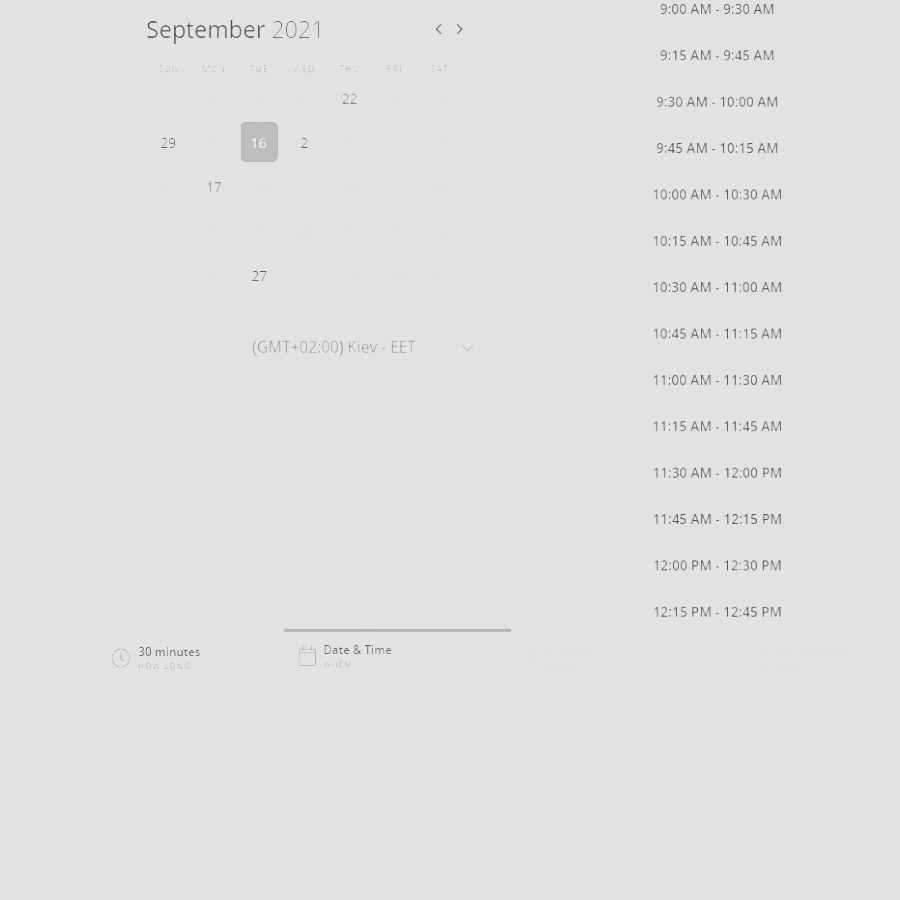 September 2021
SUN MON TUE WED THU FRI SAT
22
29 16 2
17
27
(GMT+02:00) Kiev - EET
9:00 AM - 9:30 AM
9:15 AM - 9:45 AM
9:30 AM - 10:00 AM
9:45 AM - 10:15 AM
10:00 AM - 10:30 AM
10:15 AM - 10:45 AM
10:30 AM - 11:00 AM
10:45 AM - 11:15 AM
11:00 AM - 11:30 AM
11:15 AM - 11:45 AM
11:30 AM - 12:00 PM
11:45 AM - 12:15 PM
12:00 PM - 12:30 PM
12:15 PM - 12:45 PM
30 minutes
HOW LONG
Date & Time
WHEN